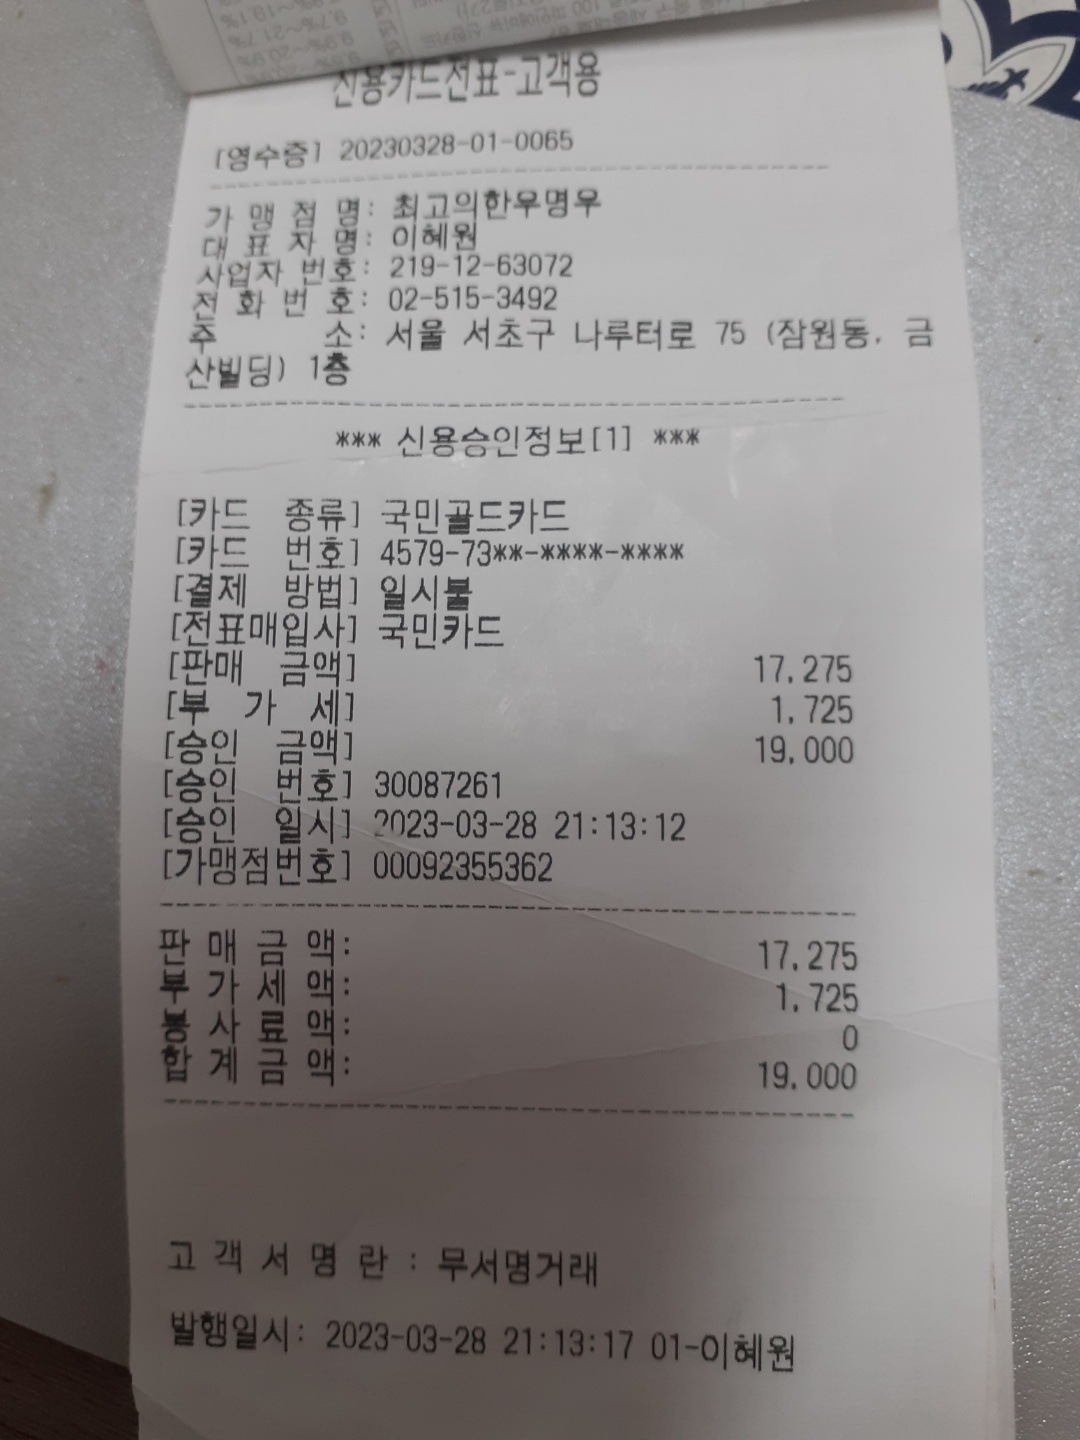 신용카드전표-고객용
[영수증] 20230328-01-0065
가 맹 점 명: 최고의한우명우
대 표 자 명: 이혜원
사업자 번호: 219-12-63072
전 화 번 호: 02-515-3492
주 소: 서울 서초구 나루터로 75 (잠원동, 금
산빌딩) 1층
*** 신용승인정보[1] ***
[카드 종류] 국민골드카드
[카드 번호] 4579-73**-****-****
[결제 방법] 일시불
[전표매입사] 국민카드
[판매 금액] 17,275
[부 가 세] 1,725
[승인 금액] 19,000
[승인 번호] 30087261
[승인 일시] 2023-03-28 21:13:12
[가맹점번호] 00092355362
판 매 금 액: 17,275
부 가 세 액: 1,725
봉 사 료 액: 0
합 계 금 액: 19,000
고 객 서 명 란 : 무서명거래
발행일시: 2023-03-28 21:13:17 01-이혜원